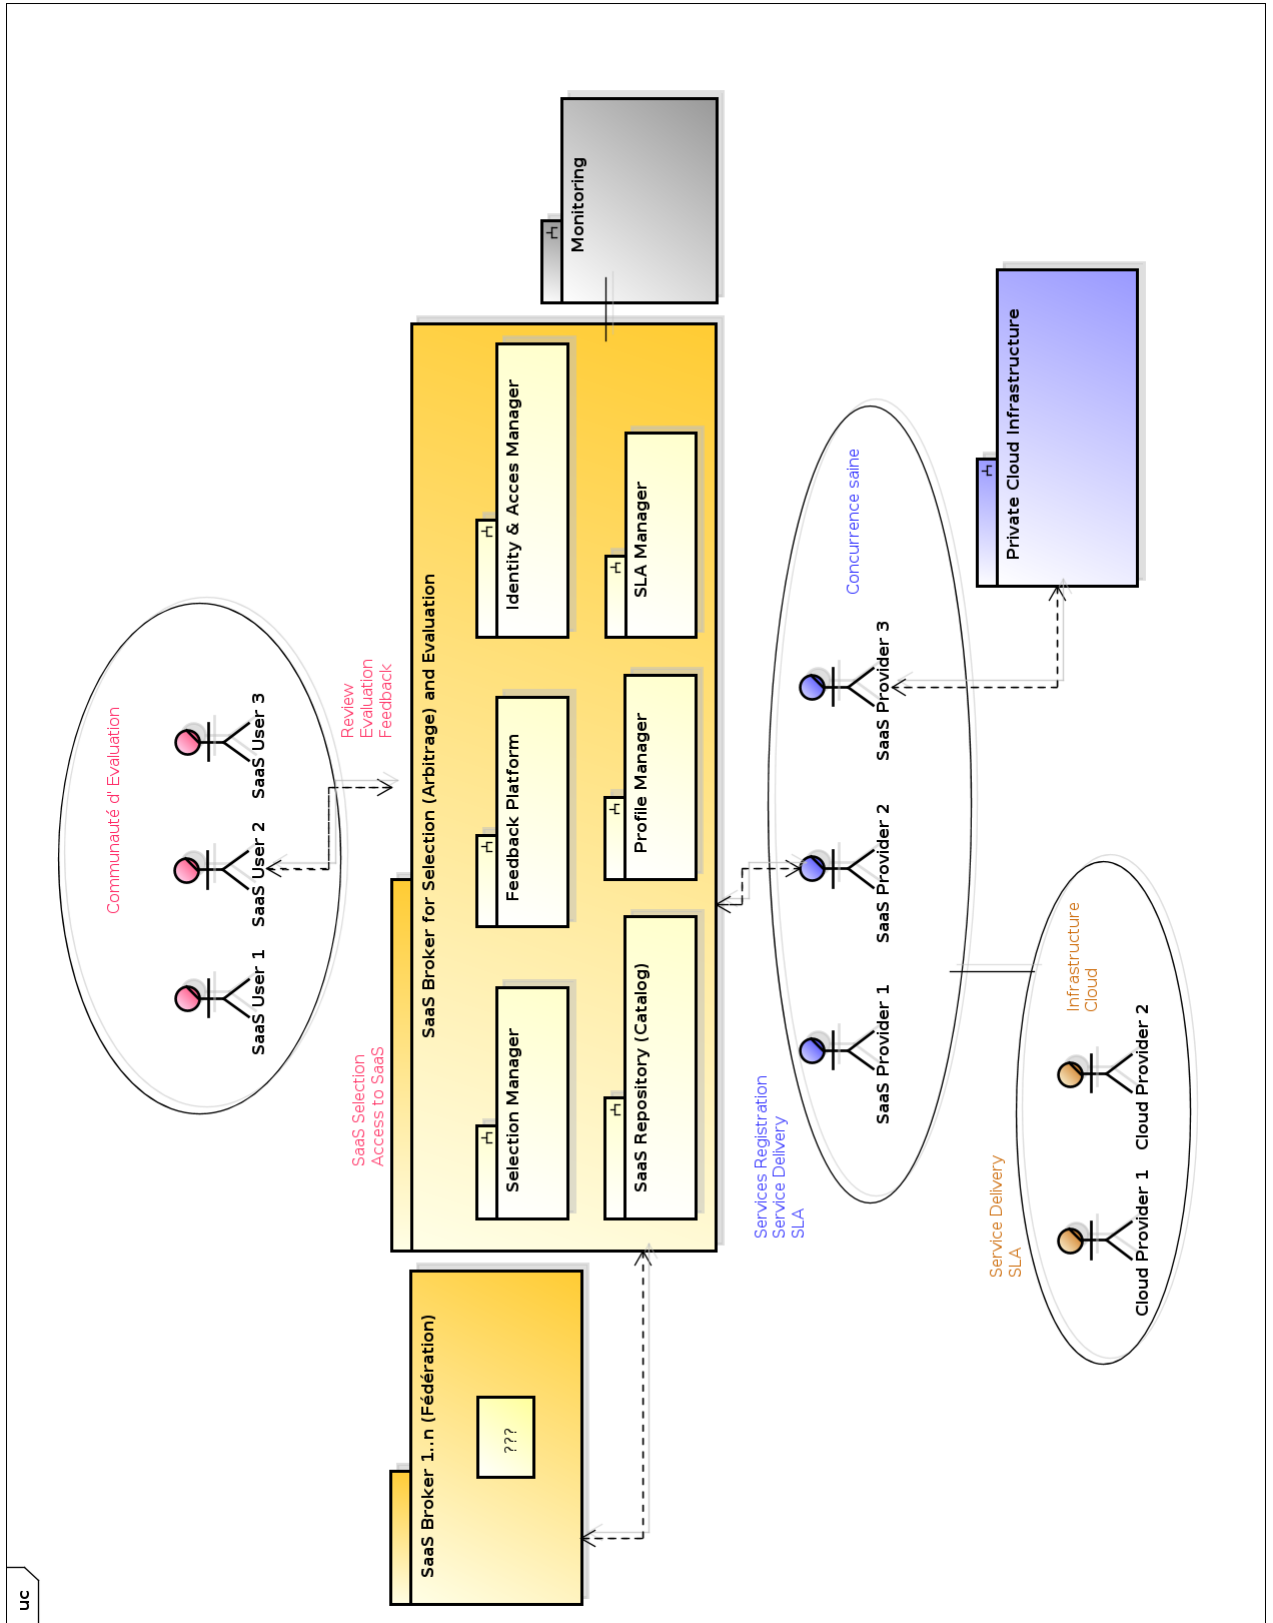 uc
Communauté d' Evaluation
SaaS User 1
SaaS User 2
SaaS User 3
Review
Evaluation
Feedback
SaaS Selection
Access to SaaS
SaaS Broker 1..n (Fédération)
???
SaaS Broker for Selection (Arbitrage) and Evaluation
Selection Manager
Feedback Platform
Identity & Acces Manager
SaaS Repository (Catalog)
Profile Manager
SLA Manager
Monitoring
Services Registration
Service Delivery
SLA
Concurrence saine
SaaS Provider 1
SaaS Provider 2
SaaS Provider 3
Private Cloud Infrastructure
Service Delivery
SLA
Infrastructure
Cloud
Cloud Provider 1
Cloud Provider 2